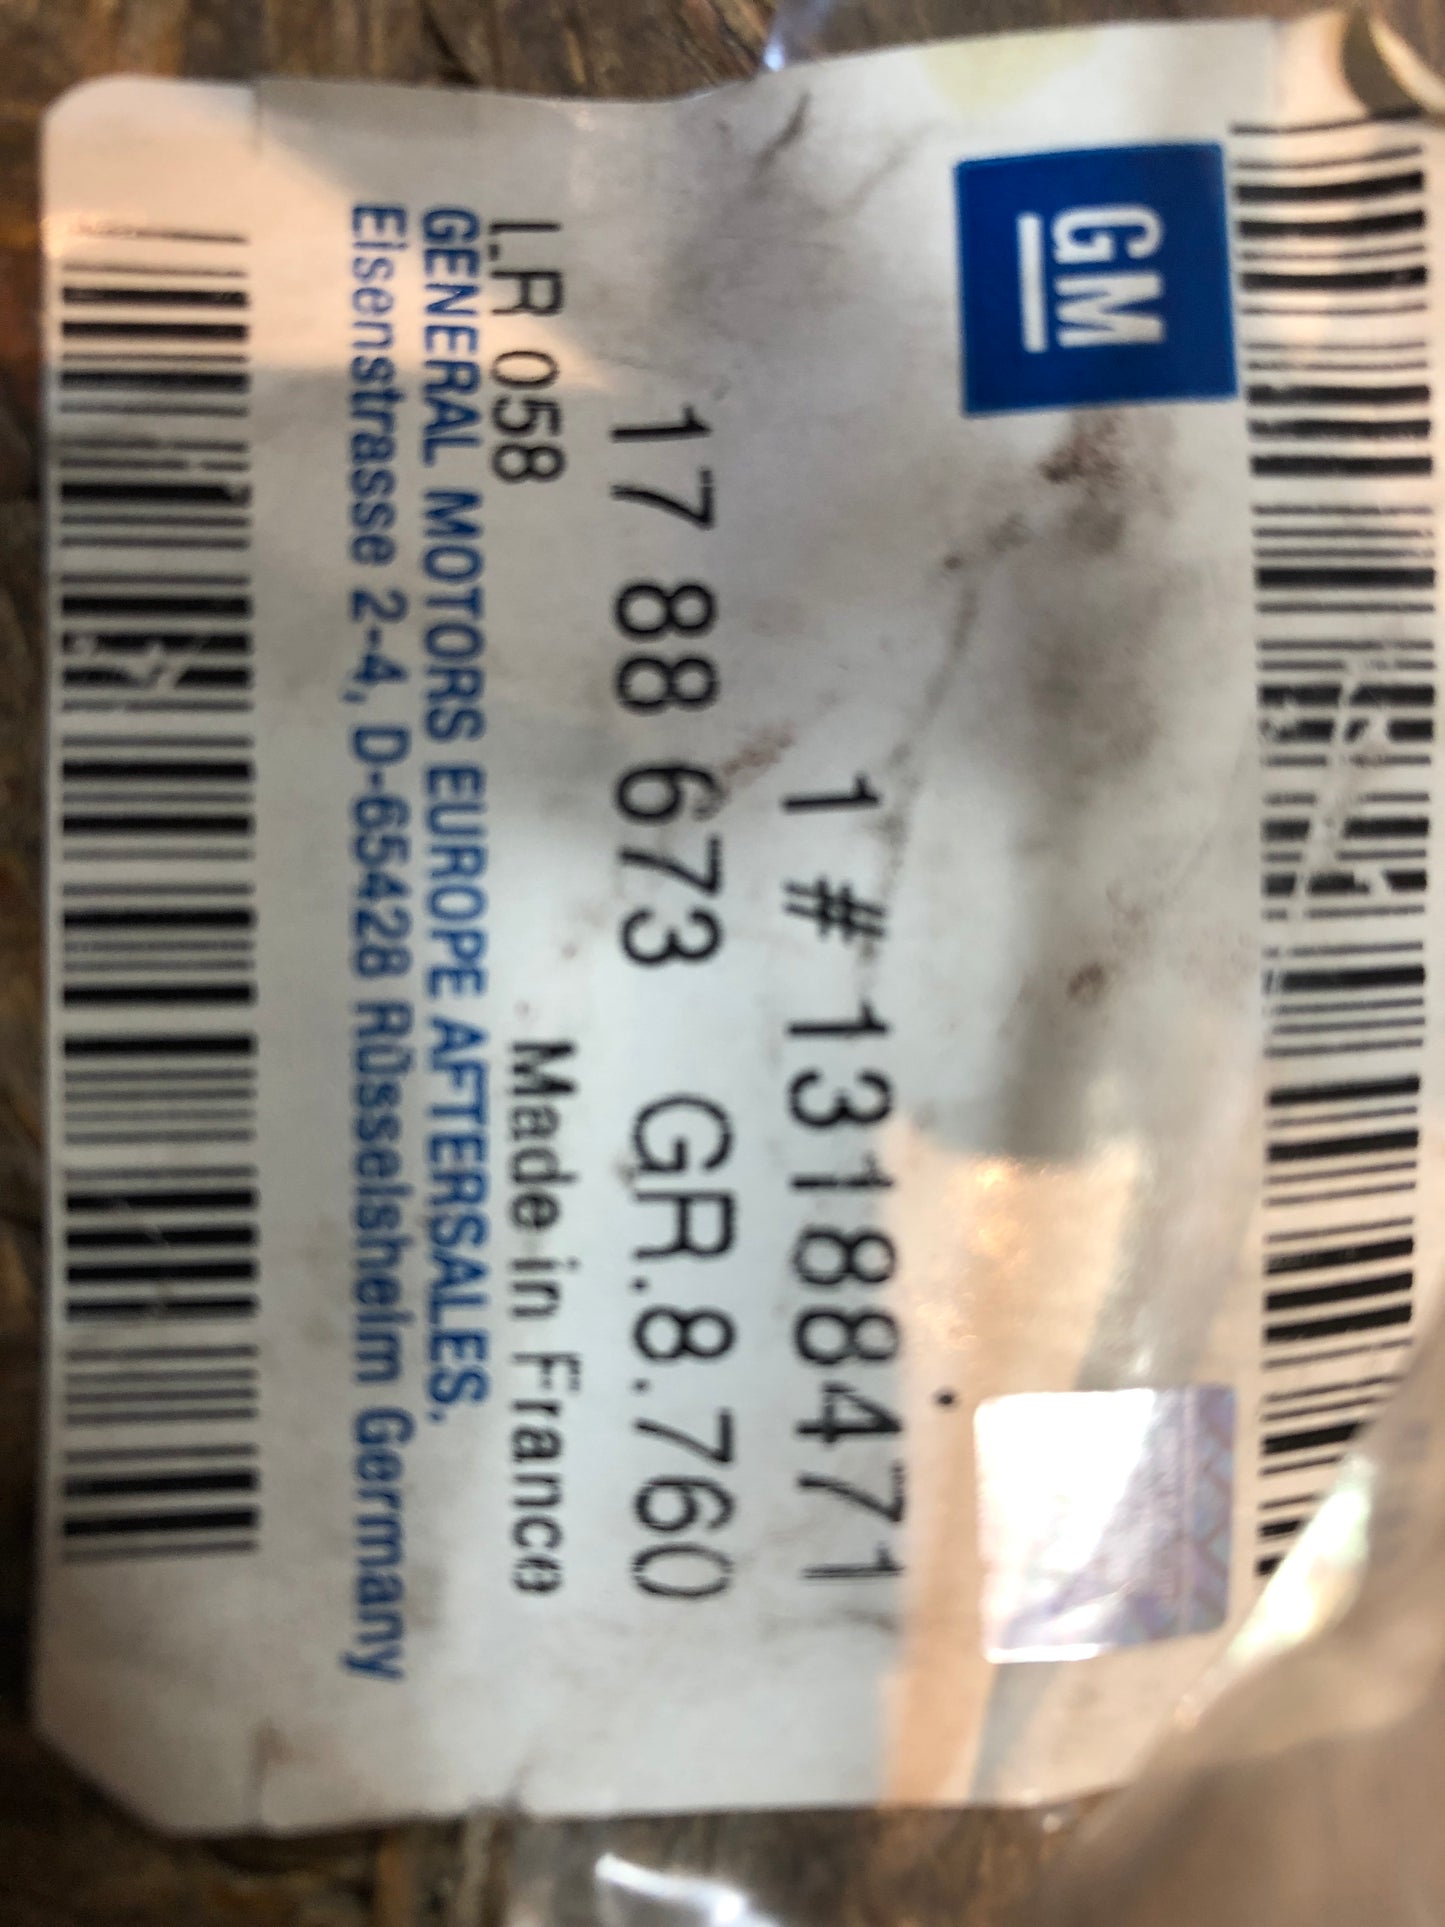 GM
1 # 13188471
17 88 673 GR.8.760
LR 058 Made in France
GENERAL MOTORS EUROPE AFTERSALES.
Eisenstrasse 2-4, D-65428 Rüsselsheim Germany